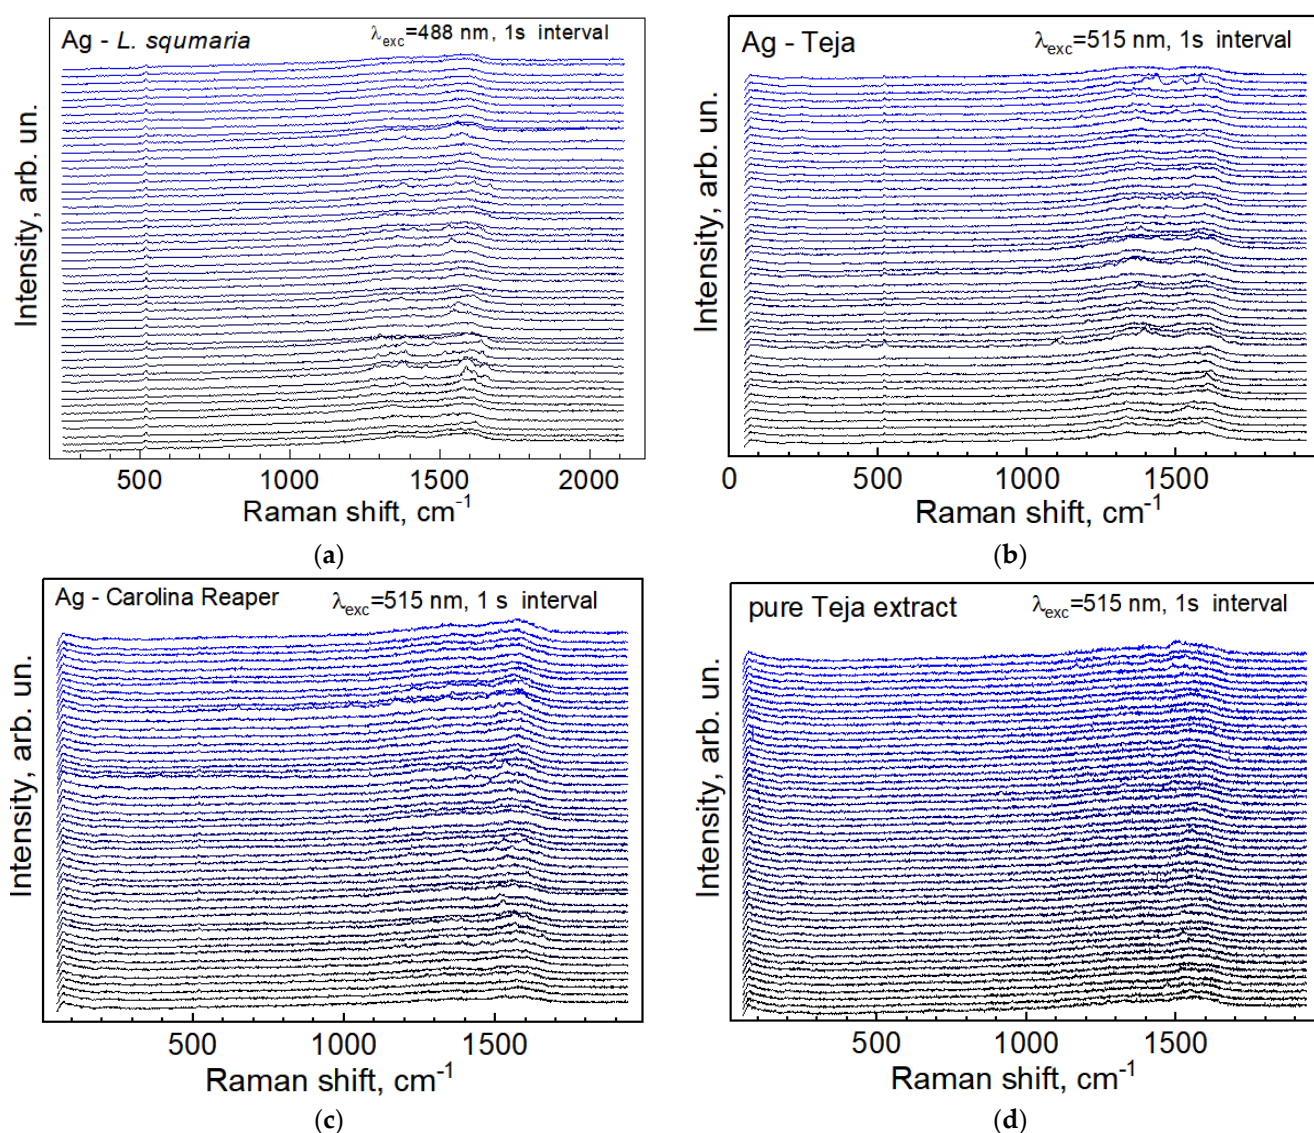 Ag - L. squmaria
λexc=488 nm, 1s interval
Intensity, arb. un.
500 1000 1500 2000
Raman shift, cm-1
(a)
Ag - Teja
λexc=515 nm, 1s interval
Intensity, arb. un.
0 500 1000 1500
Raman shift, cm-1
(b)
Ag - Carolina Reaper
λexc=515 nm, 1 s interval
Intensity, arb. un.
500 1000 1500
Raman shift, cm-1
(c)
pure Teja extract
λexc=515 nm, 1s interval
Intensity, arb. un.
500 1000 1500
Raman shift, cm-1
(d)